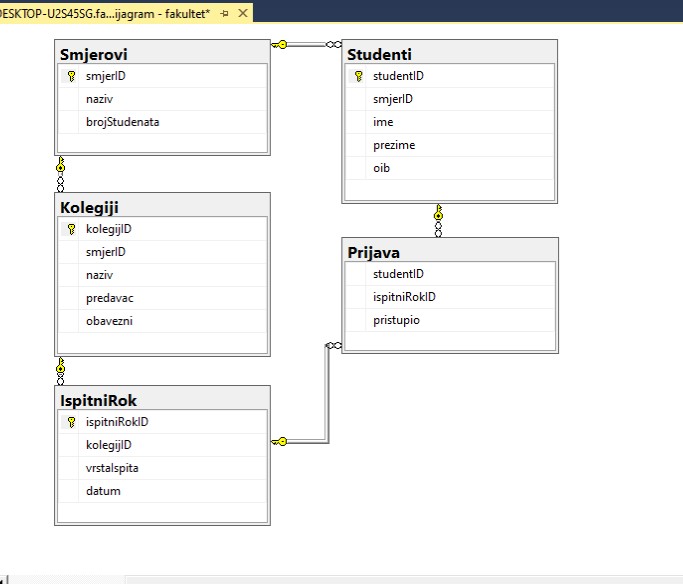 DESKTOP-U2S45SG.fa...ijagram - fakultet*
Smjerovi
smjerID
naziv
brojStudenata
Studenti
studentID
smjerID
ime
prezime
oib
Kolegiji
kolegijID
smjerID
naziv
predavac
obavezni
Prijava
studentID
ispitniRokID
pristupio
IspitniRok
ispitniRokID
kolegijID
vrstaIspita
datum